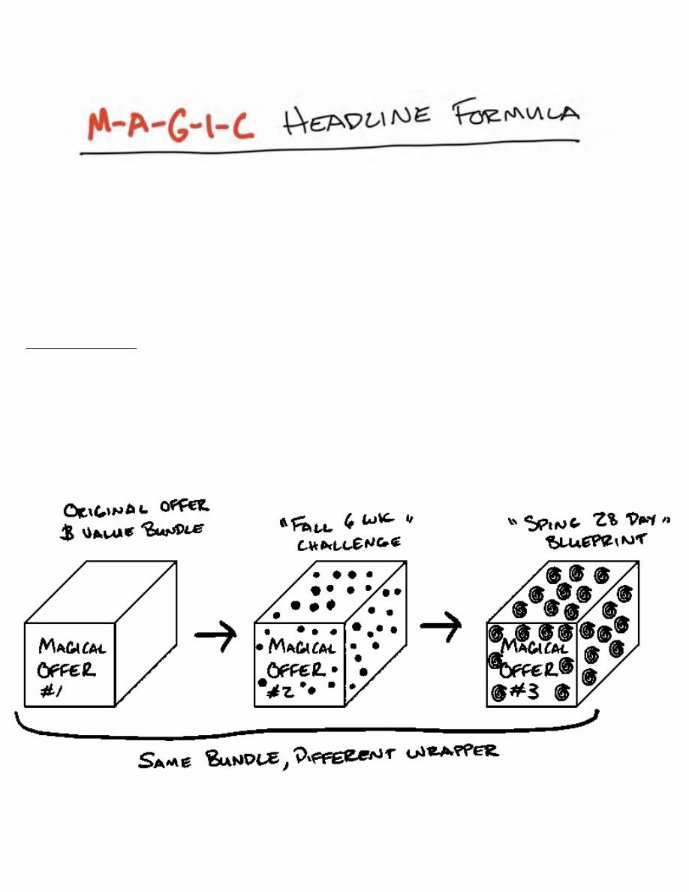 M-A-G-I-C HEADLINE FORMULA
ORIGINAL OFFER
$ VALUE BUNDLE
"FALL 6 WK"
CHALLENGE
"SPING 28 DAY"
BLUEPRINT
MAGICAL
OFFER
#1
MAGICAL
OFFER
#2
MAGICAL
OFFER
#3
SAME BUNDLE, DIFFERENT WRAPPER